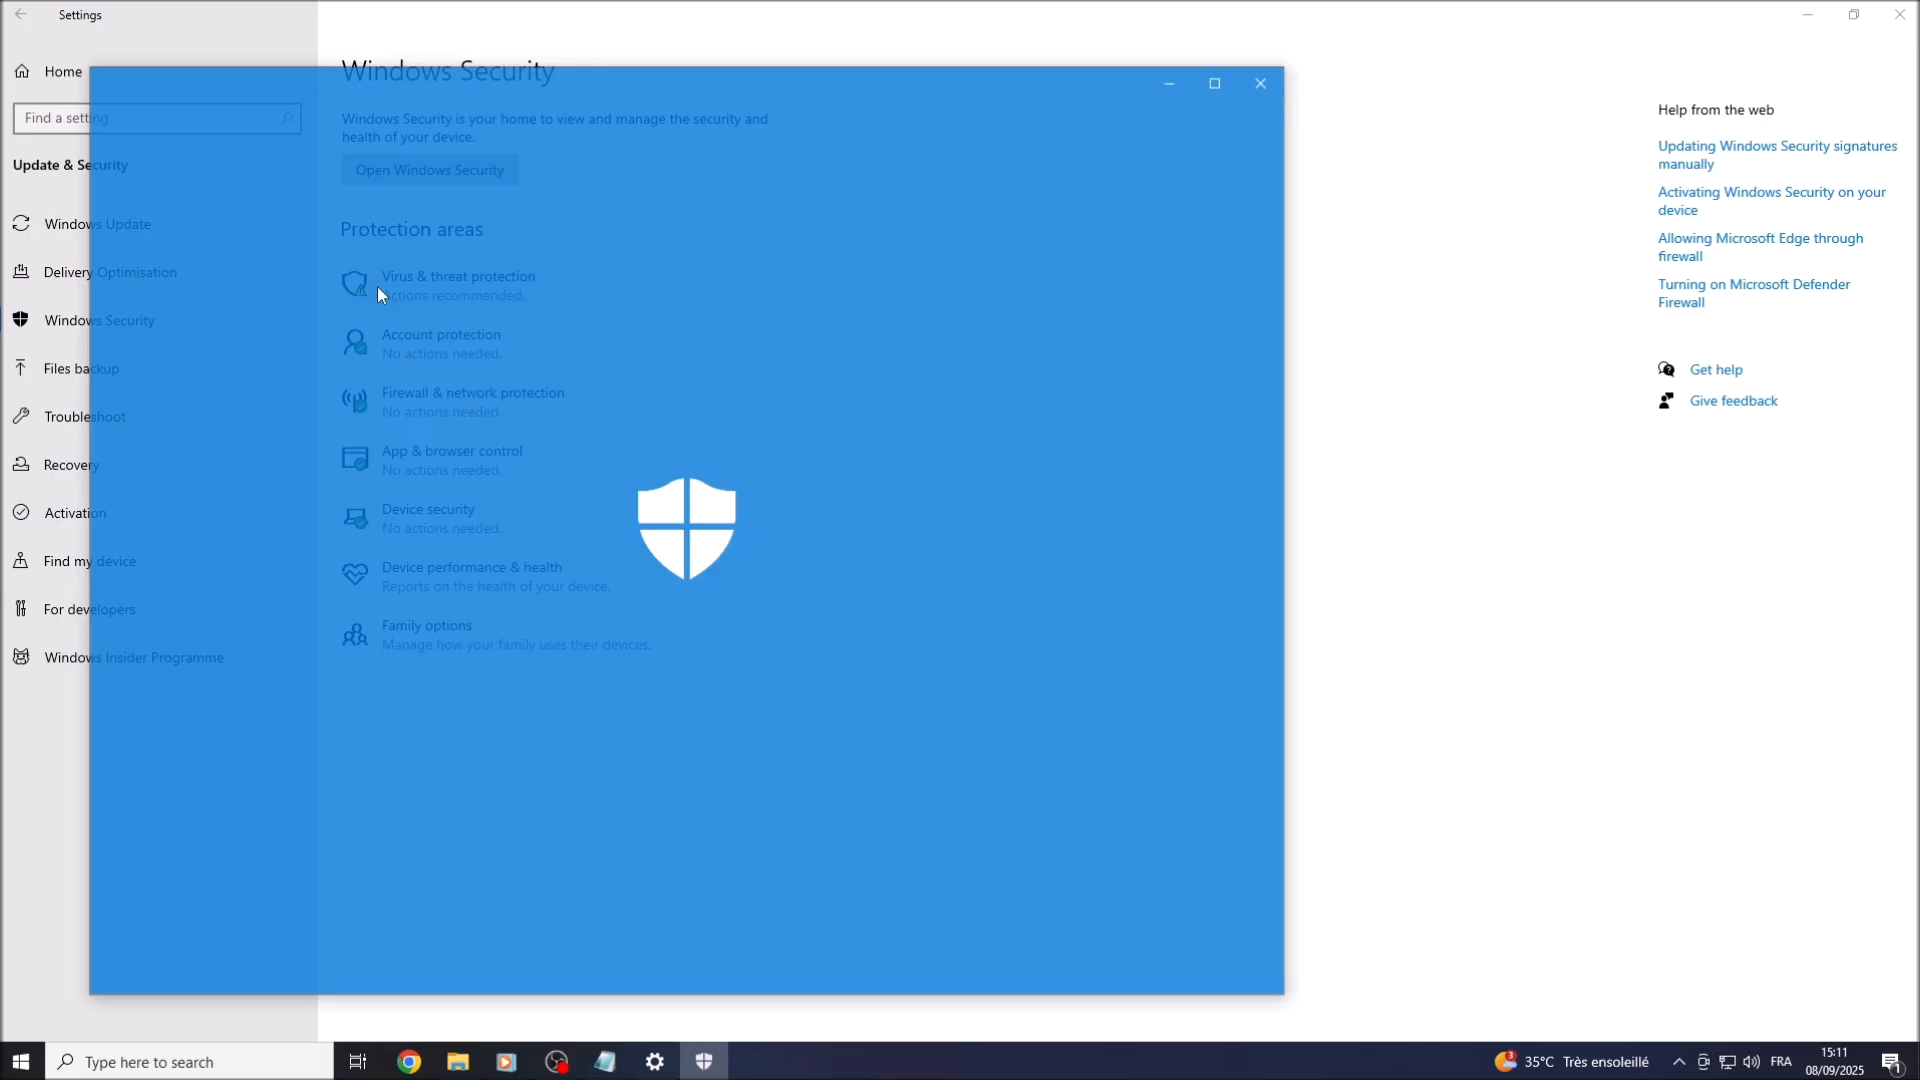 Settings
Home
Find a setting
Update & Security
Windows Update
Delivery Optimisation
Windows Security
Files backup
Troubleshoot
Recovery
Activation
Find my device
For developers
Windows Insider Programme
Windows Security
Windows Security is your home to view and manage the security and
health of your device.
Open Windows Security
Protection areas
Virus & threat protection
Actions recommended.
Account protection
No actions needed.
Firewall & network protection
No actions needed.
App & browser control
No actions needed.
Device security
No actions needed.
Device performance & health
Reports on the health of your device.
Family options
Manage how your family uses their devices.
Help from the web
Updating Windows Security signatures
manually
Activating Windows Security on your
device
Allowing Microsoft Edge through
firewall
Turning on Microsoft Defender
Firewall
Get help
Give feedback
Type here to search
3
35°C Très ensoleillé
FRA
15:11
08/09/2025
1